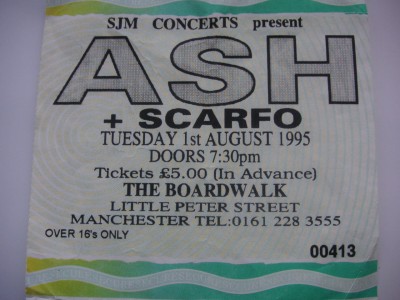 SJM CONCERTS present
ASH
+ SCARFO
TUESDAY 1st AUGUST 1995
DOORS 7:30pm
Tickets £5.00 (In Advance)
THE BOARDWALK
LITTLE PETER STREET
MANCHESTER TEL:0161 228 3555
OVER 16's ONLY
00413